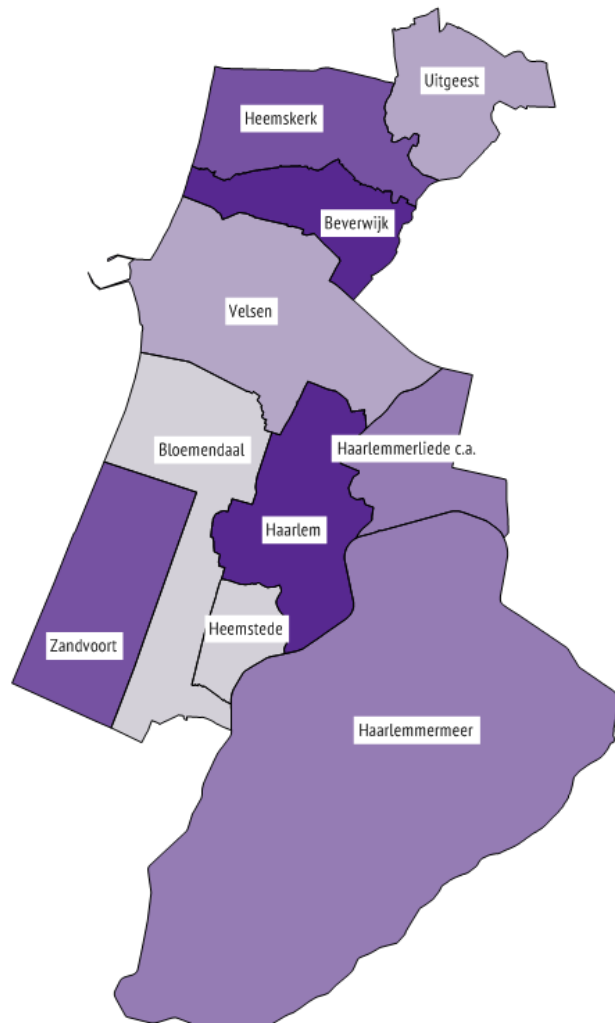 Uitgeest
Heemskerk
Beverwijk
Velsen
Bloemendaal
Haarlemmerliede c.a.
Haarlem
Heemstede
Zandvoort
Haarlemmermeer